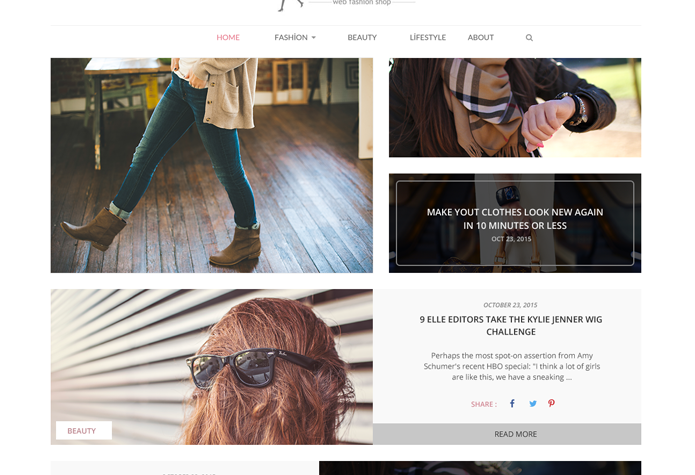 web fashion shop
HOME
FASHİON
BEAUTY
LİFESTYLE
ABOUT
MAKE YOUT CLOTHES LOOK NEW AGAIN
IN 10 MINUTES OR LESS
OCT 23, 2015
BEAUTY
OCTOBER 23, 2015
9 ELLE EDITORS TAKE THE KYLIE JENNER WIG
CHALLENGE
Perhaps the most spot-on assertion from Amy
Schumer's recent HBO special: "I think a lot of girls
are like this, we have a sneaking ...
SHARE :
READ MORE